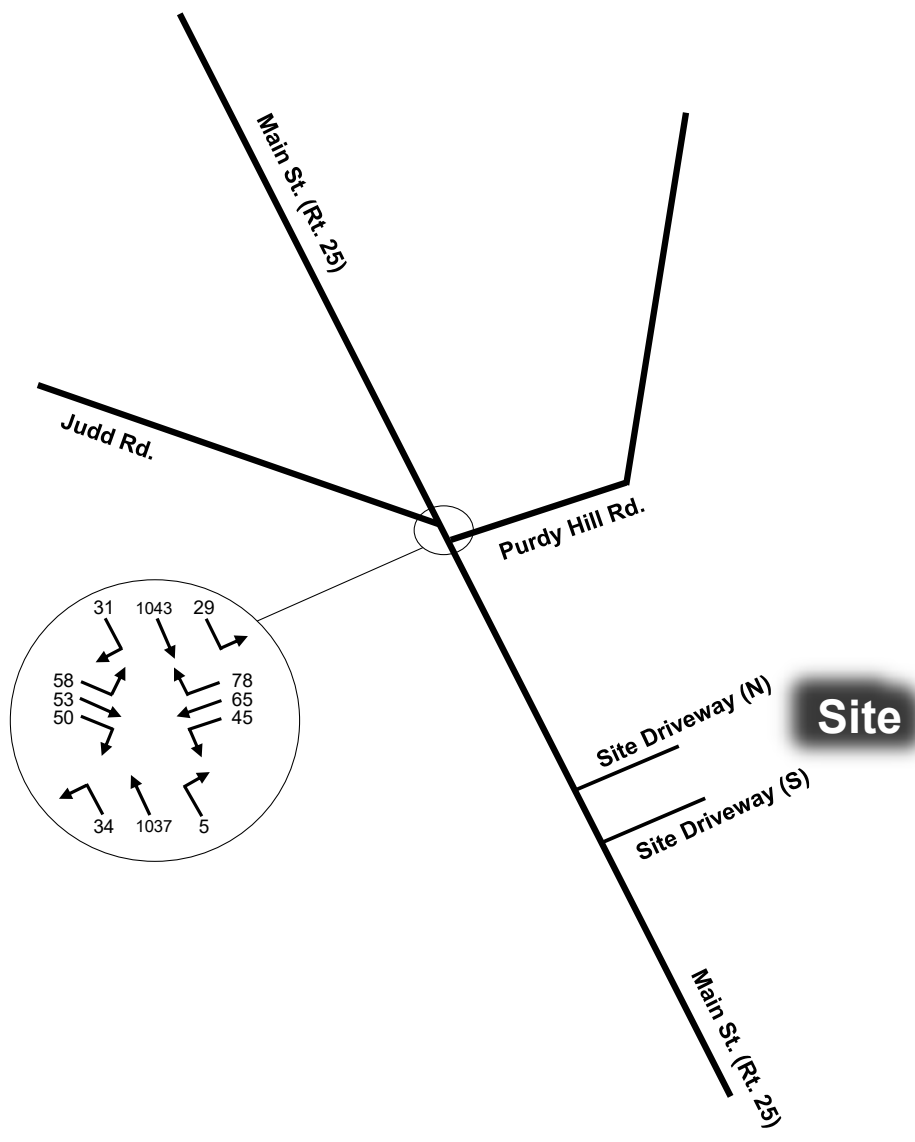 Main St. (Rt. 25)
Judd Rd.
Purdy Hill Rd.
31 1043 29
58 78
53 65
50 45
34 1037 5
Site Driveway (N)
Site
Site Driveway (S)
Main St. (Rt. 25)